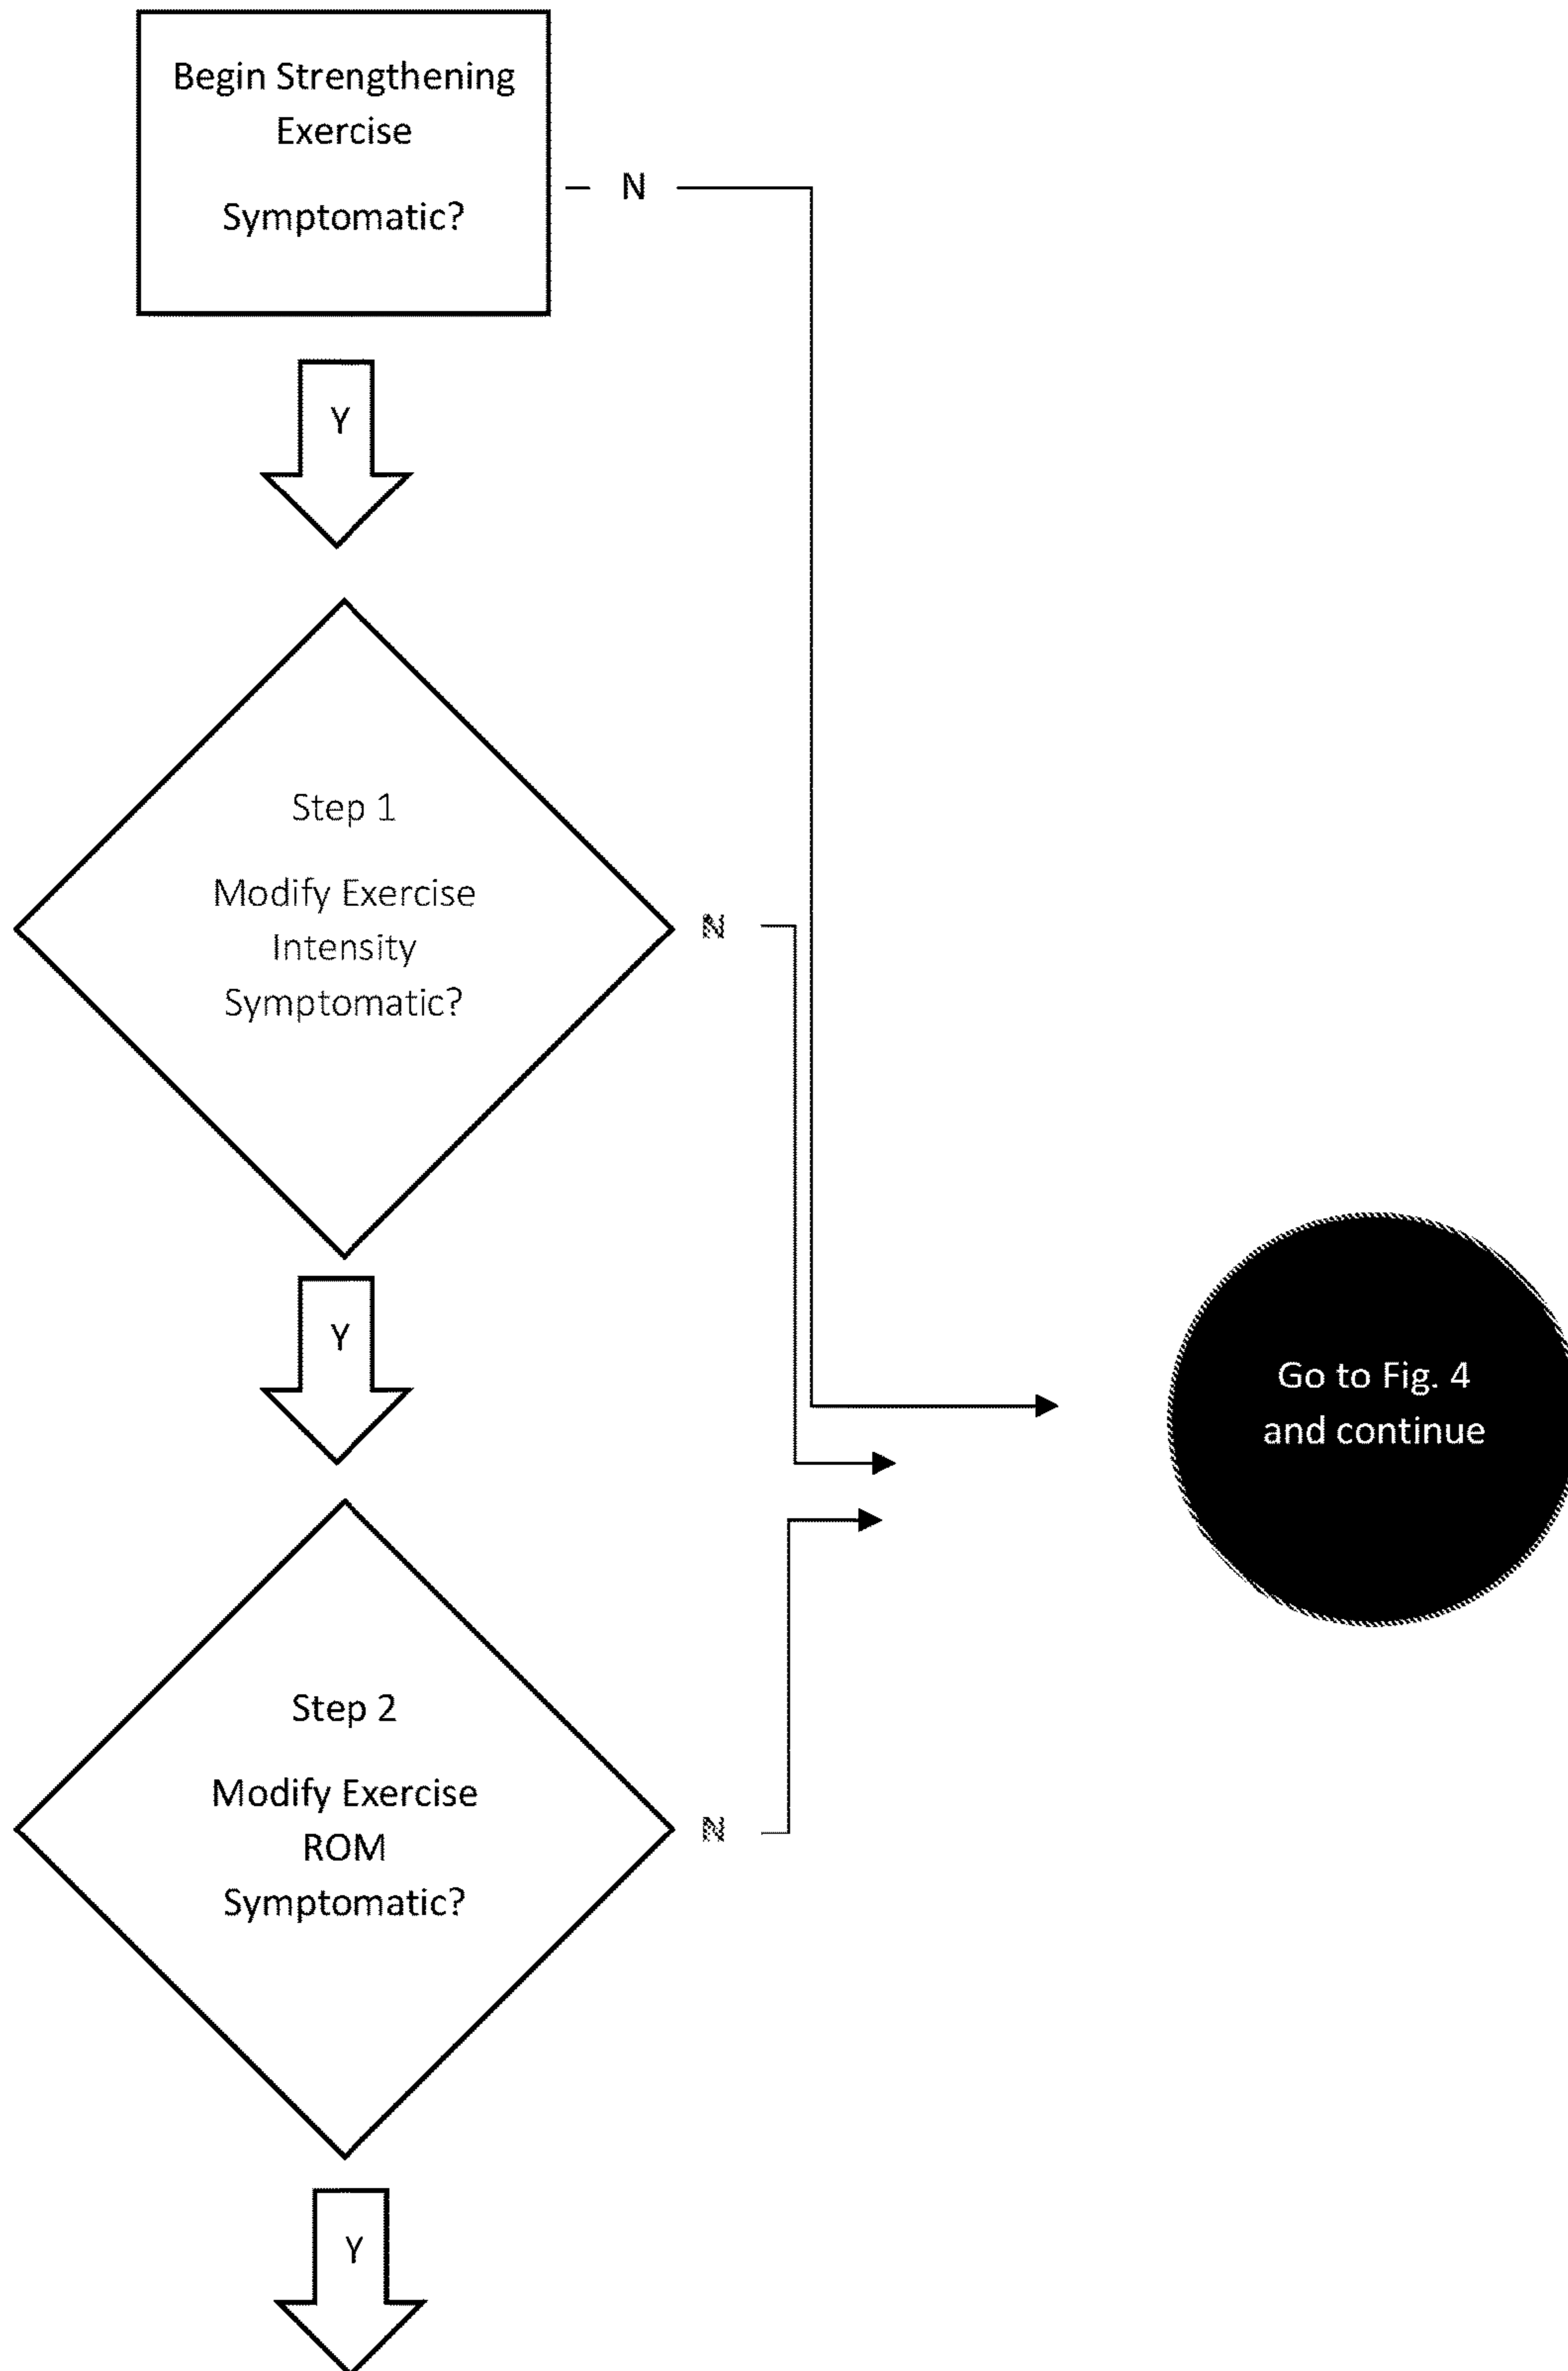 Begin Strengthening
Exercise
Symptomatic?
– N
Y
Step 1
Modify Exercise
Intensity
Symptomatic?
N
Y
Go to Fig. 4
and continue
Step 2
Modify Exercise
ROM
Symptomatic?
N
Y